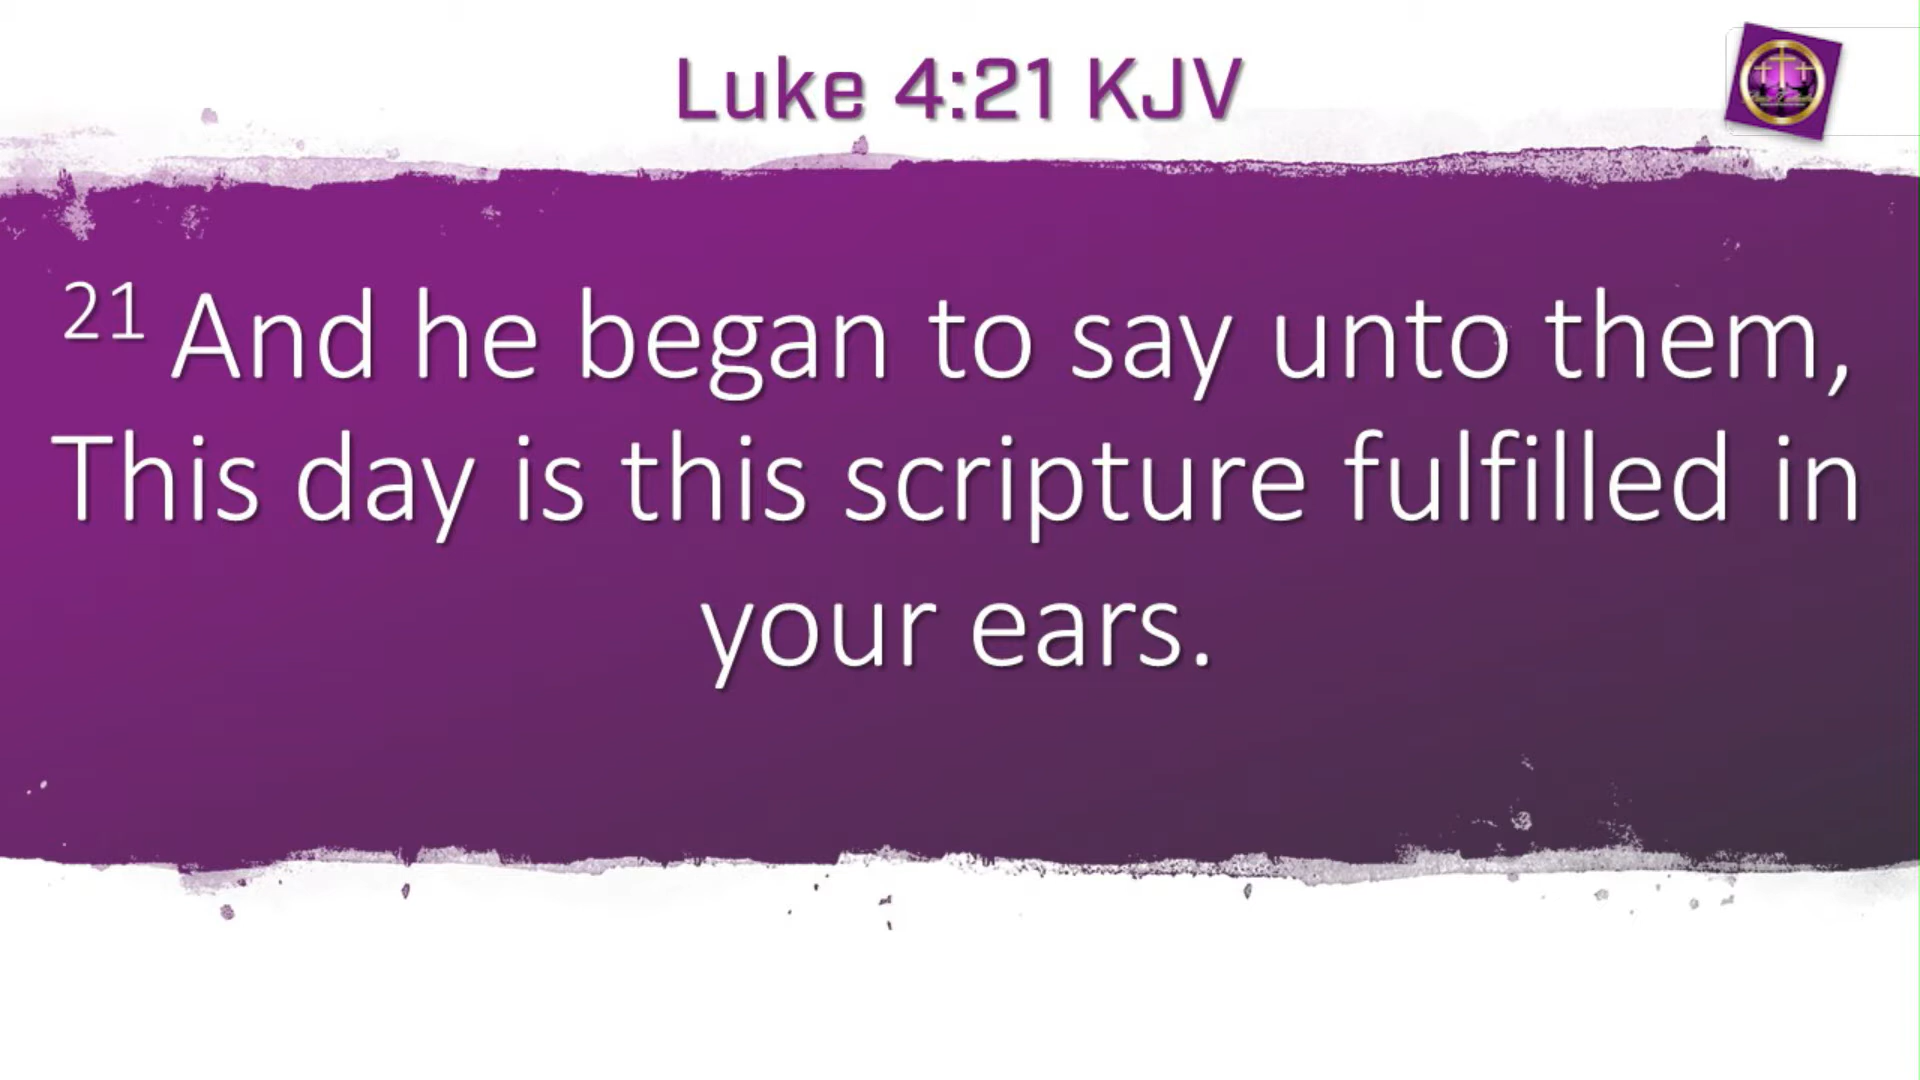 Luke 4:21 KJV
21 And he began to say unto them,
This day is this scripture fulfilled in
your ears.